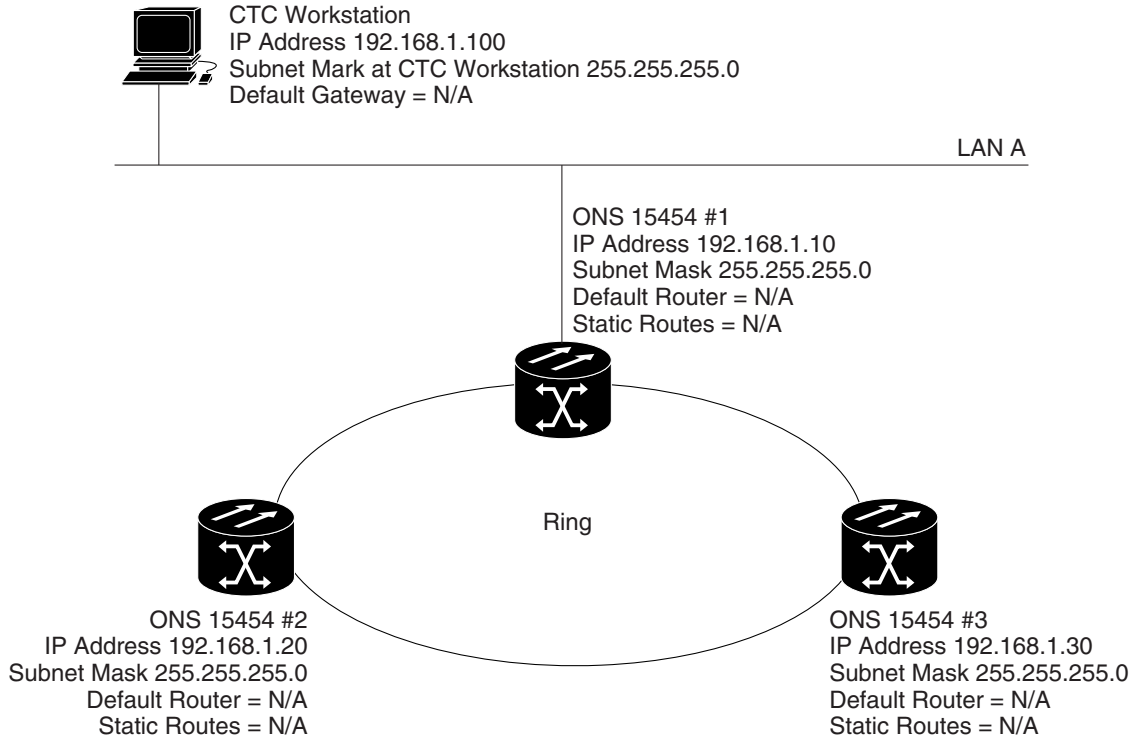 CTC Workstation
IP Address 192.168.1.100
Subnet Mark at CTC Workstation 255.255.255.0
Default Gateway = N/A
LAN A
ONS 15454 #1
IP Address 192.168.1.10
Subnet Mask 255.255.255.0
Default Router = N/A
Static Routes = N/A
Ring
ONS 15454 #2
IP Address 192.168.1.20
Subnet Mask 255.255.255.0
Default Router = N/A
Static Routes = N/A
ONS 15454 #3
IP Address 192.168.1.30
Subnet Mask 255.255.255.0
Default Router = N/A
Static Routes = N/A